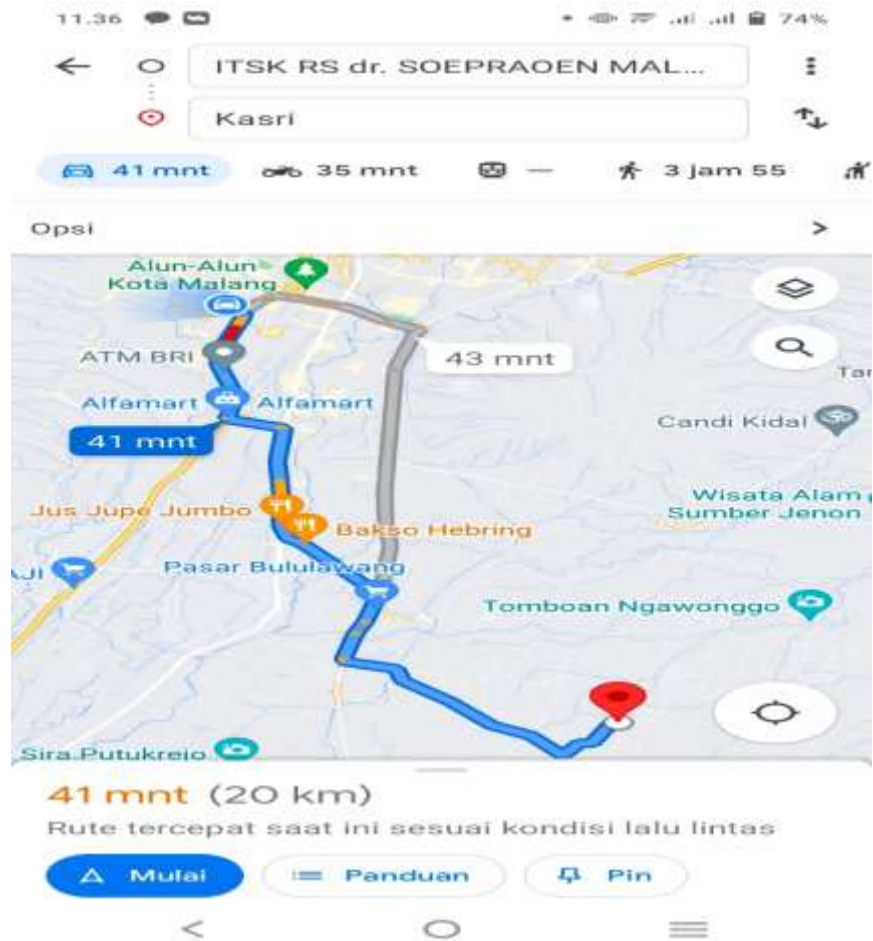 11.36
74%
ITSK RS dr. SOEPRAOEN MAL...
Kasri
41 mnt
35 mnt
—
3 jam 55
Opsi
Alun-Alun
Kota Malang
ATM BRI
43 mnt
Alfamart
Alfamart
Candi Kidal
41 mnt
Wisata Alam
Sumber Jenon
Jus Jupe Jumbo
Bakso Hebring
AJI
Pasar Bululawang
Tomboan Ngawonggo
Sira Putukrejo
41 mnt (20 km)
Rute tercepat saat ini sesuai kondisi lalu lintas
Mulai
Panduan
Pin